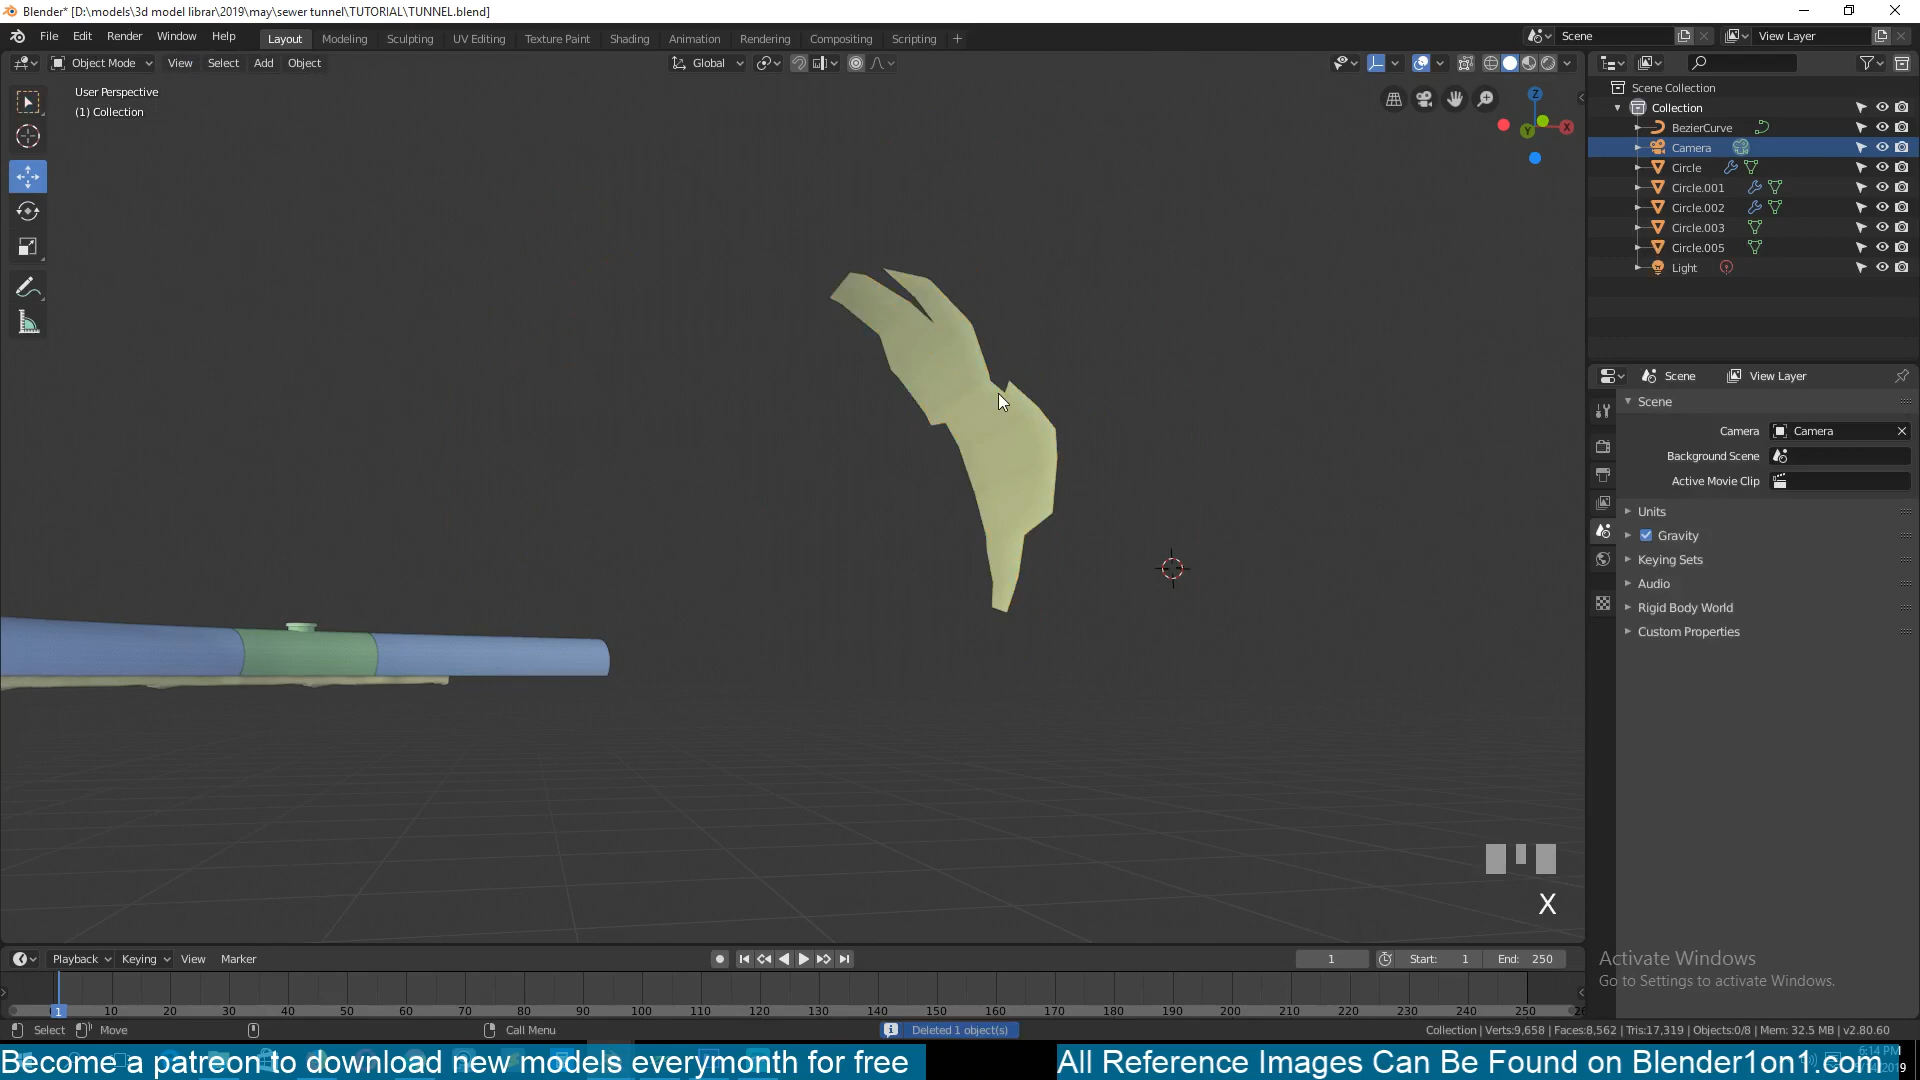 Blender* [D:\models\3d model librar\2019\may\sewer tunnel\TUTORIAL\TUNNEL.blend]
File Edit Render Window Help Layout Modeling Sculpting UV Editing Texture Paint Shading Animation Rendering Compositing Scripting + Scene View Layer
Object Mode View Select Add Object Global
User Perspective
(1) Collection
Z
X
Y
Scene Collection
Collection
BezierCurve
Camera
Circle
Circle.001
Circle.002
Circle.003
Circle.005
Light
Scene View Layer
Scene
Camera Camera
Background Scene
Active Movie Clip
Units
Gravity
Keying Sets
Audio
Rigid Body World
Custom Properties
X
Activate Windows
Go to Settings to activate Windows.
Playback Keying View Marker 1 Start: 1 End: 250
1 10 20 30 40 50 60 70 80 90 100 110 120 130 140 150 160 170 180 190 200 210 220 230 240 250
Select Move Call Menu Deleted 1 object(s) Collection | Verts:9,658 | Faces:8,562 | Tris:17,319 | Objects:0/8 | Mem: 32.5 MB | v2.80.60
Become a patreon to download new models everymonth for free
All Reference Images Can Be Found on Blender1on1.com
6:14 PM